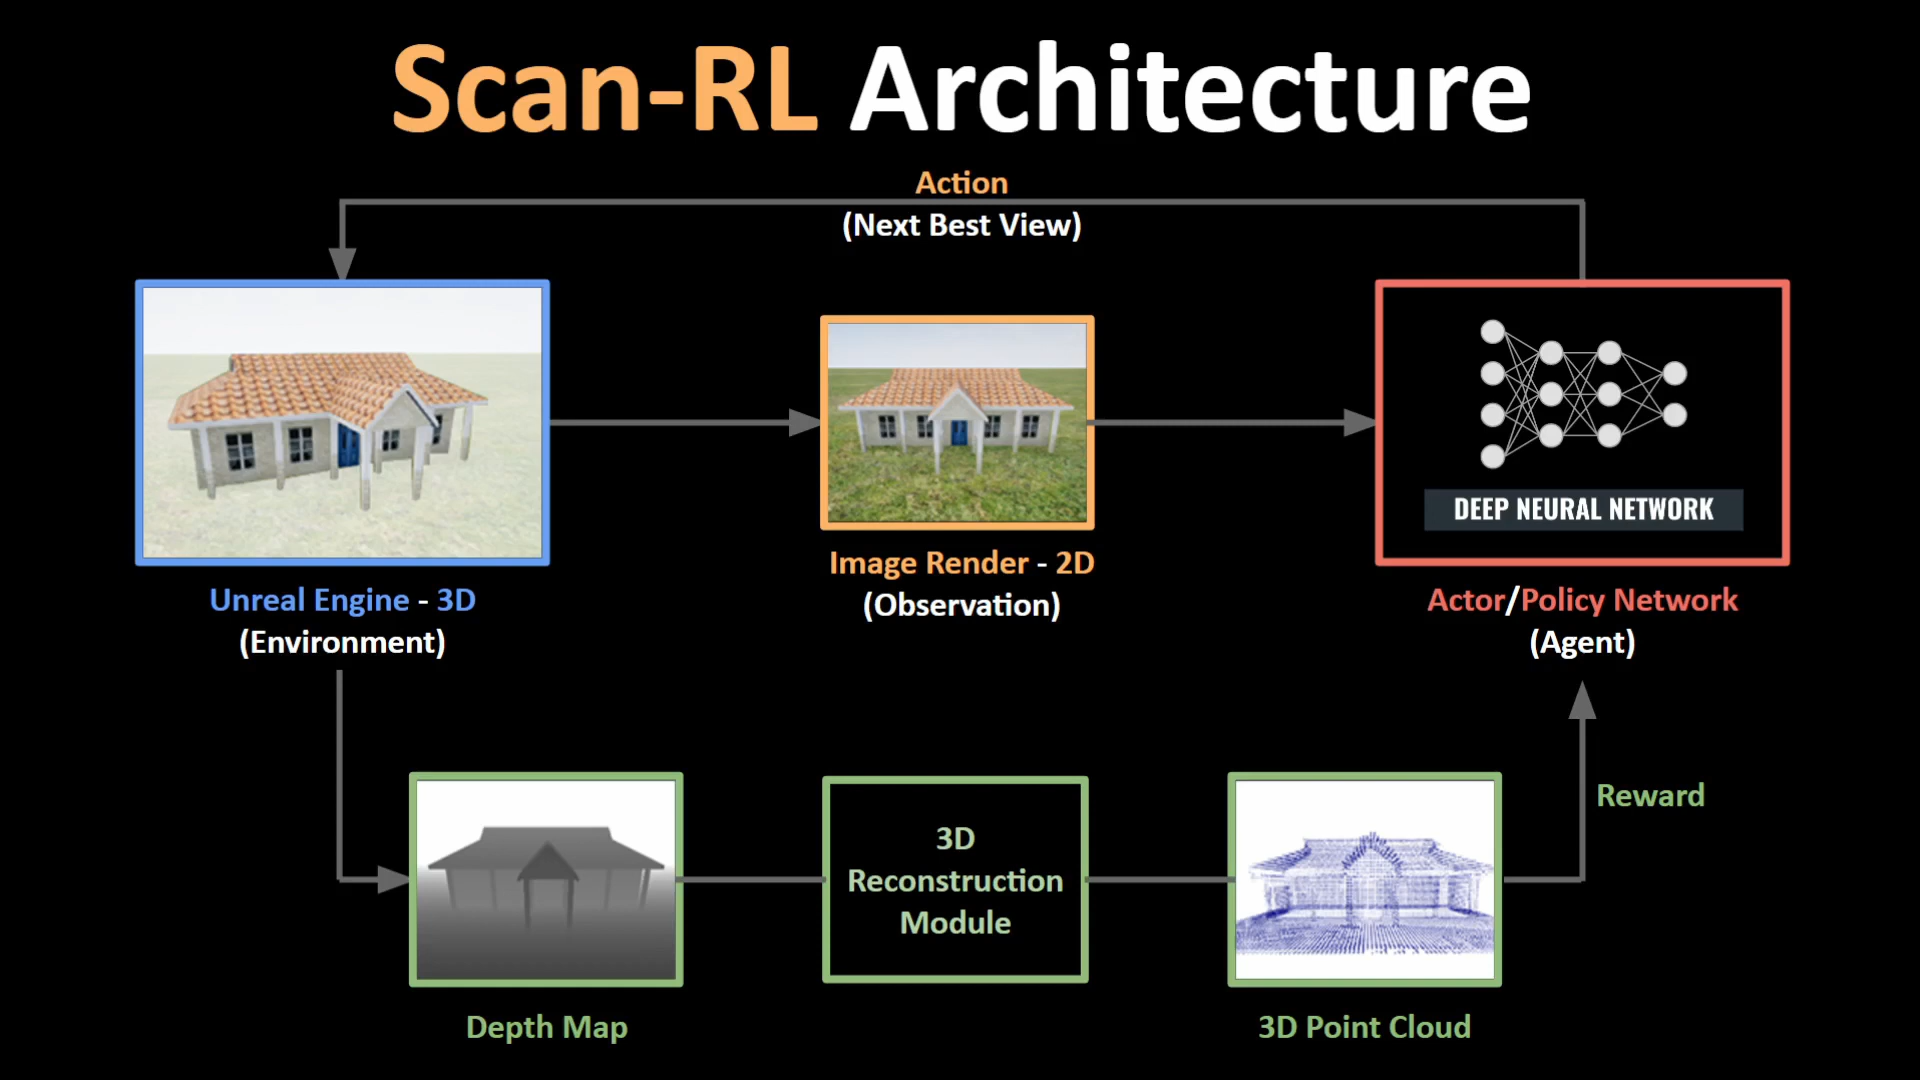 Scan-RL Architecture
Action
(Next Best View)
DEEP NEURAL NETWORK
Unreal Engine - 3D
(Environment)
Image Render - 2D
(Observation)
Actor/Policy Network
(Agent)
Reward
3D
Reconstruction
Module
Depth Map
3D Point Cloud